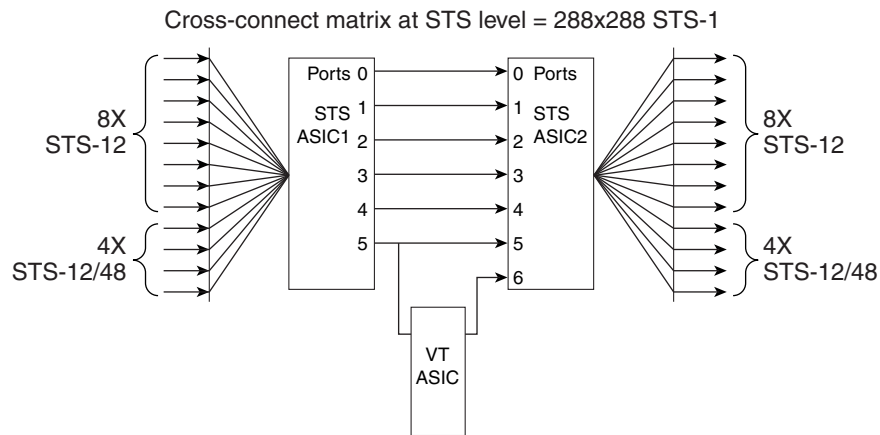 Cross-connect matrix at STS level = 288x288 STS-1
8X
STS-12
4X
STS-12/48
Ports 0
STS
ASIC1
1
2
3
4
5
0 Ports
1
STS
ASIC2
2
3
4
5
6
VT
ASIC
8X
STS-12
4X
STS-12/48